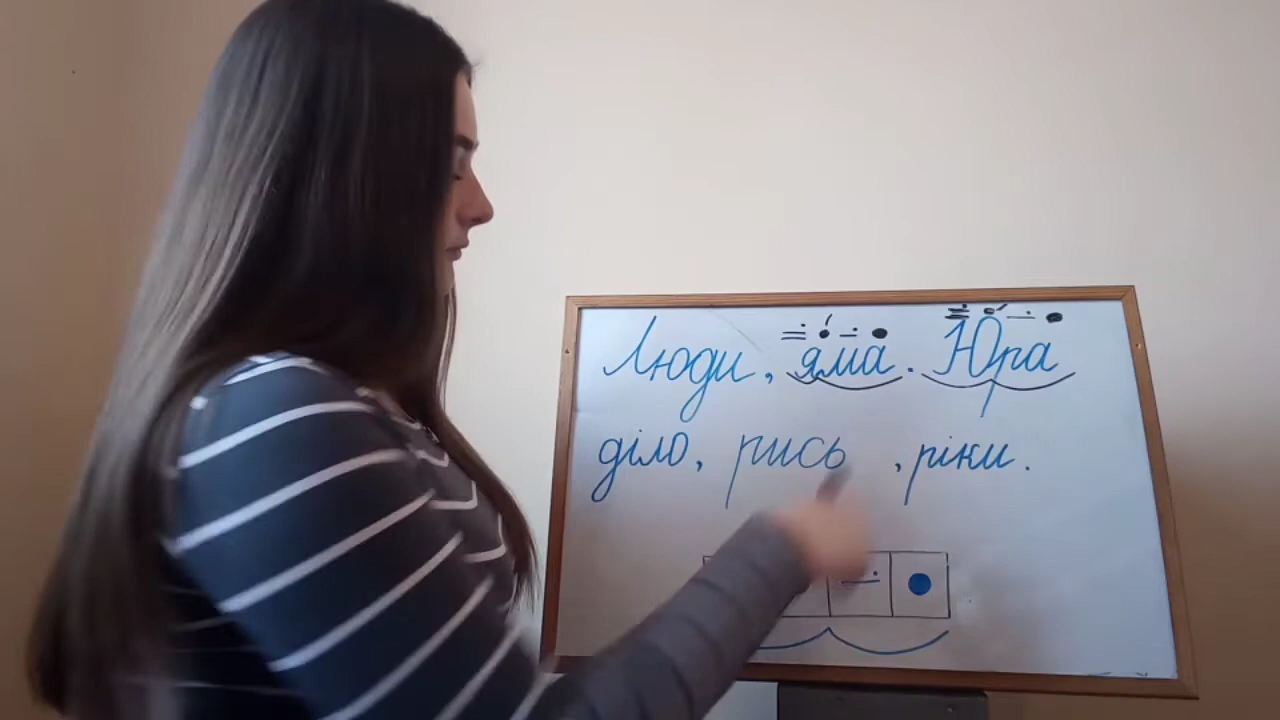 Люди, яма. Юра
діло, рись, ріки.